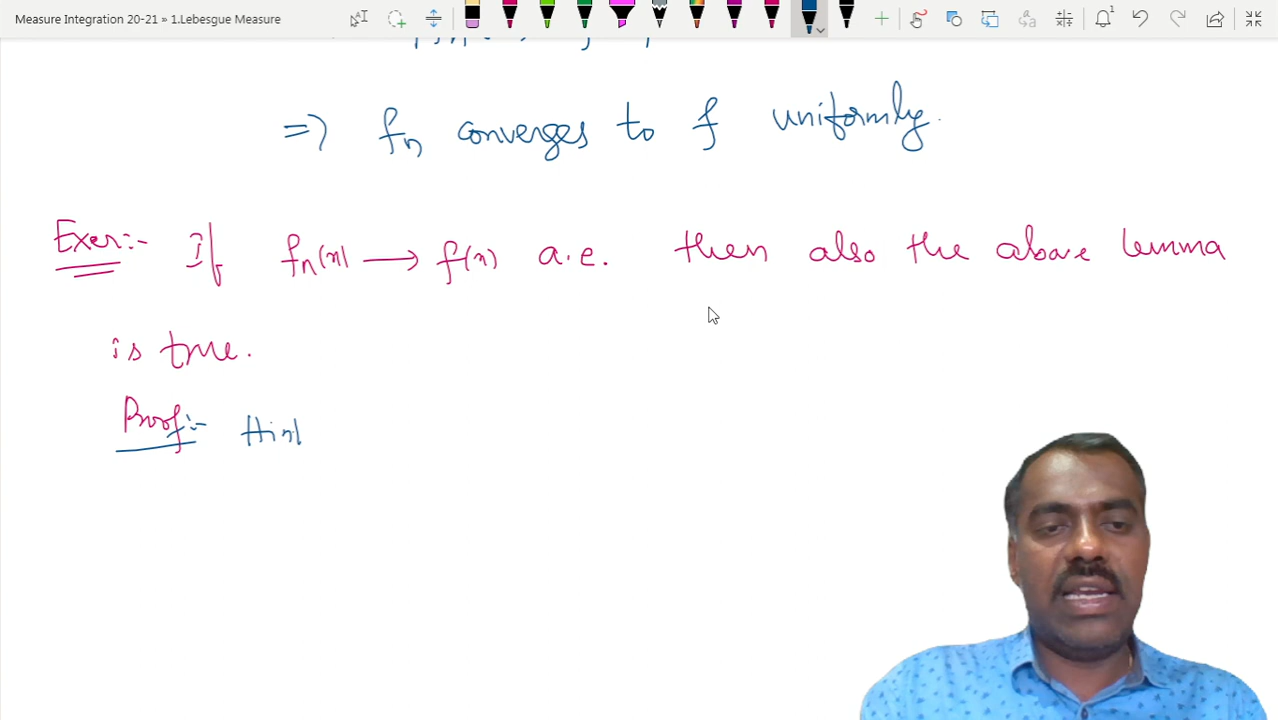 Measure Integration 20-21 » 1.Lebesgue Measure
=> fn converges to f uniformly.
Exer:- If fn(x) → f(x) a.e. then also the above lemma
is true.
Proof:- Hint